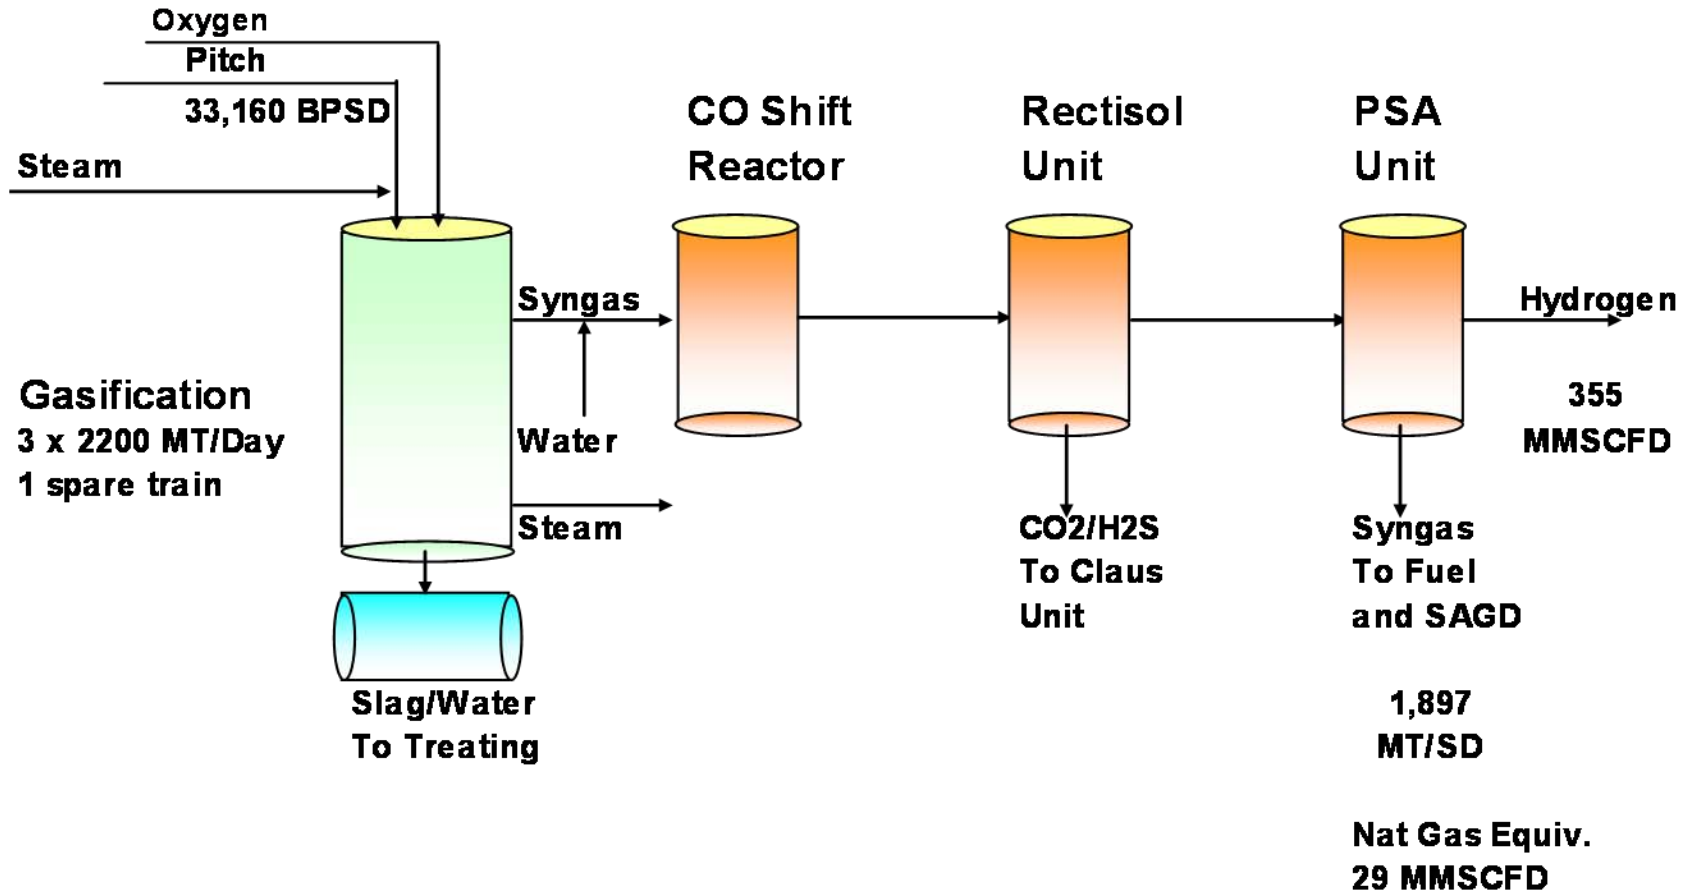 Oxygen
Pitch
33,160 BPSD
Steam
CO Shift
Reactor
Rectisol
Unit
PSA
Unit
Syngas
Hydrogen
Gasification
3 x 2200 MT/Day
1 spare train
Water
355
MMSCFD
Steam
CO2/H2S
To Claus
Unit
Syngas
To Fuel
and SAGD
Slag/Water
To Treating
1,897
MT/SD
Nat Gas Equiv.
29 MMSCFD